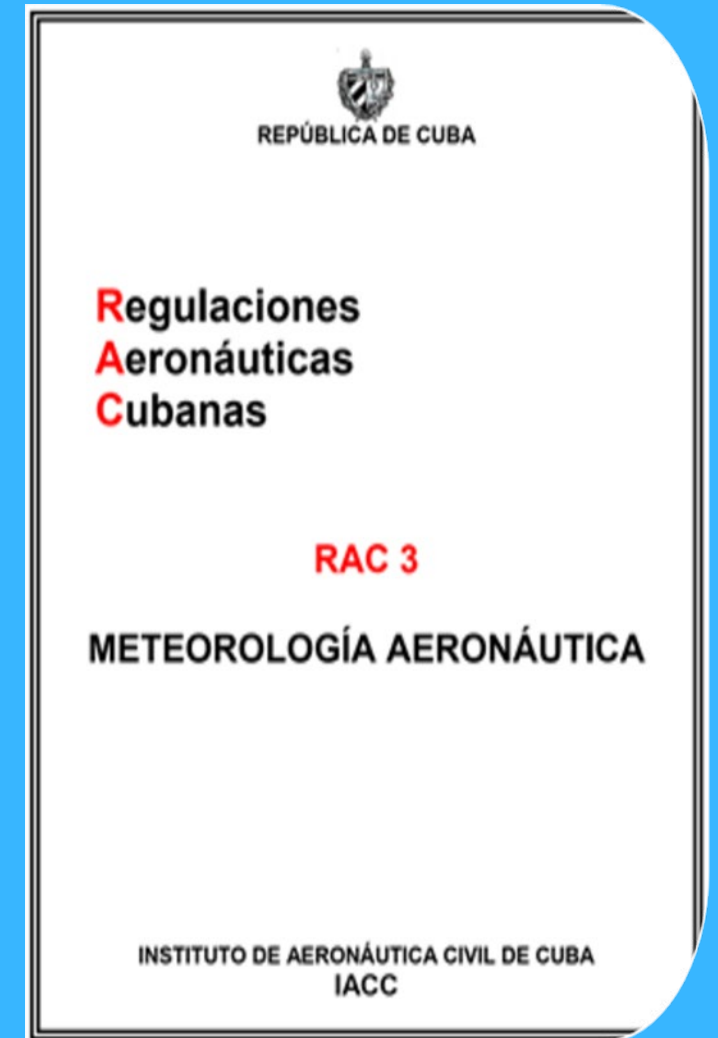 REPÚBLICA DE CUBA
Regulaciones
Aeronáuticas
Cubanas
RAC 3
METEOROLOGÍA AERONÁUTICA
INSTITUTO DE AERONÁUTICA CIVIL DE CUBA
IACC